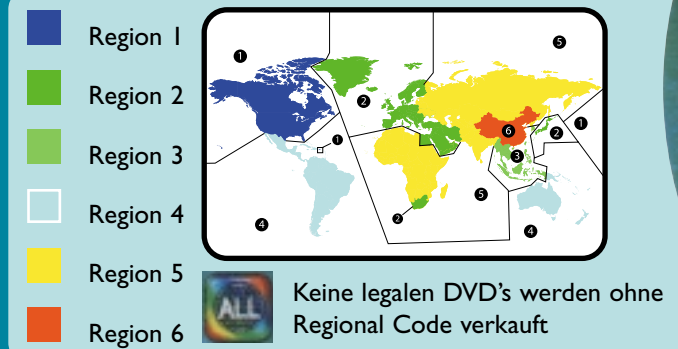 Region 1
Region 2
Region 3
Region 4
Region 5
Region 6
1
5
2
1
6
2
1
3
5
2
4
4
ALL
Keine legalen DVD's werden ohne
Regional Code verkauft